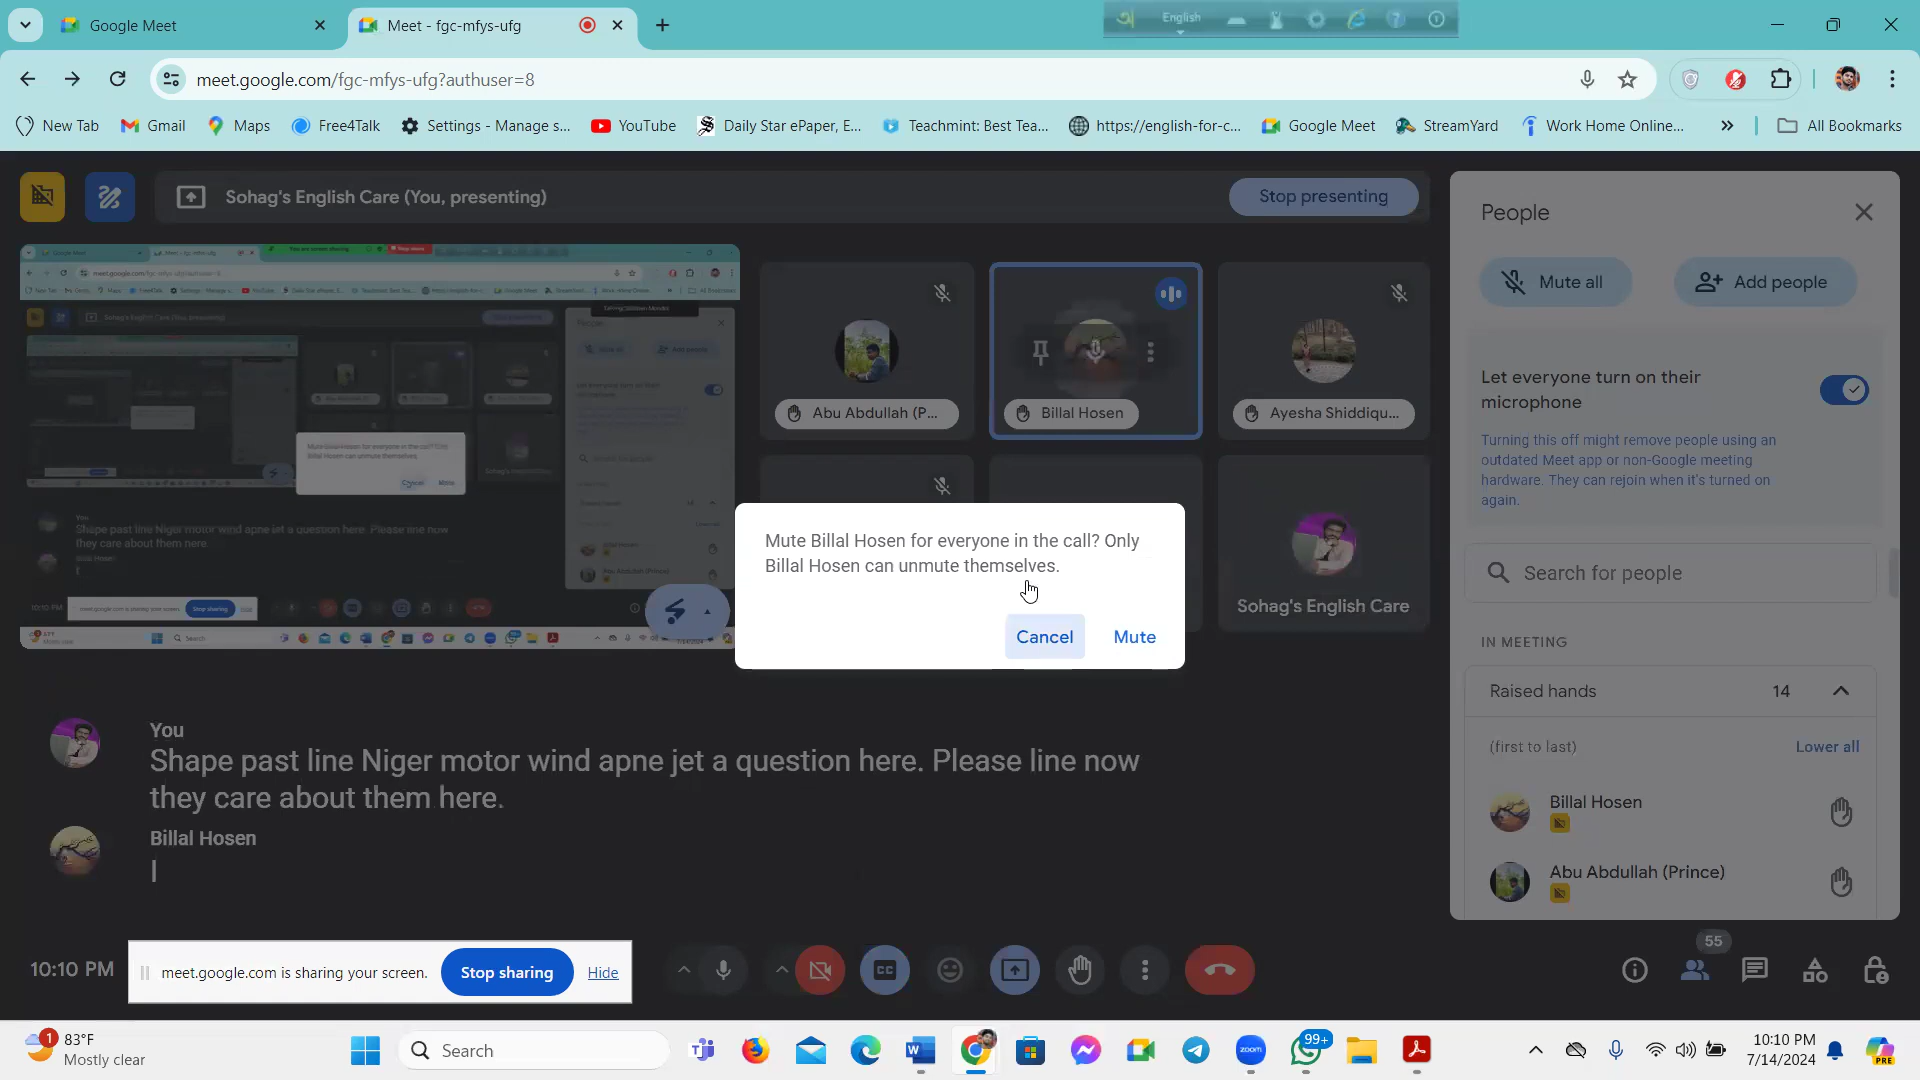 Google Meet
Meet - fgc-mfys-ufg
English
meet.google.com/fgc-mfys-ufg?authuser=8
New Tab
Gmail
Maps
Free4Talk
Settings - Manage s...
YouTube
Daily Star ePaper, E...
Teachmint: Best Tea...
https://english-for-c...
Google Meet
StreamYard
Work Home Online...
All Bookmarks
Sohag's English Care (You, presenting)
Stop presenting
People
Mute all
Add people
Let everyone turn on their
microphone
Turning this off might remove people using an
outdated Meet app or non-Google meeting
hardware. They can rejoin when it's turned on
again.
Abu Abdullah (P...
Billal Hosen
Ayesha Shiddiqu...
Sohag's English Care
Mute Billal Hosen for everyone in the call? Only
Billal Hosen can unmute themselves.
Cancel
Mute
Search for people
IN MEETING
Raised hands
14
(first to last)
Lower all
Billal Hosen
Abu Abdullah (Prince)
You
Shape past line Niger motor wind apne jet a question here. Please line now
they care about them here.
Billal Hosen
10:10 PM
meet.google.com is sharing your screen.
Stop sharing
Hide
CC
55
1
83°F
Mostly clear
Search
zoom
99+
10:10 PM
7/14/2024
PRE